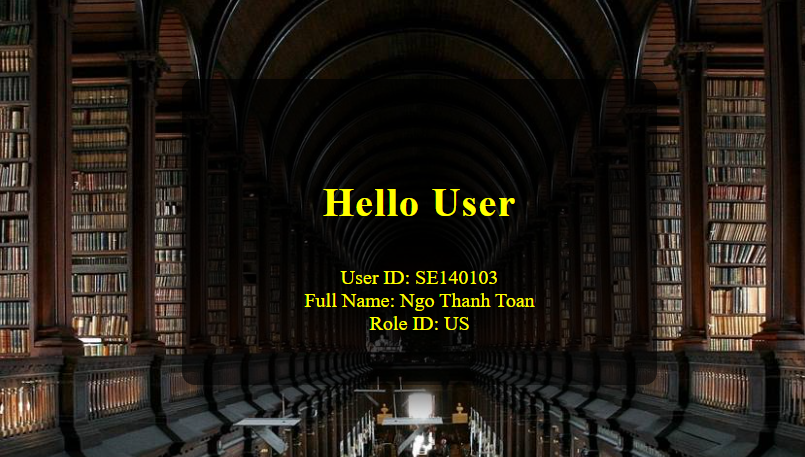 Hello User
User ID: SE140103
Full Name: Ngo Thanh Toan
Role ID: US